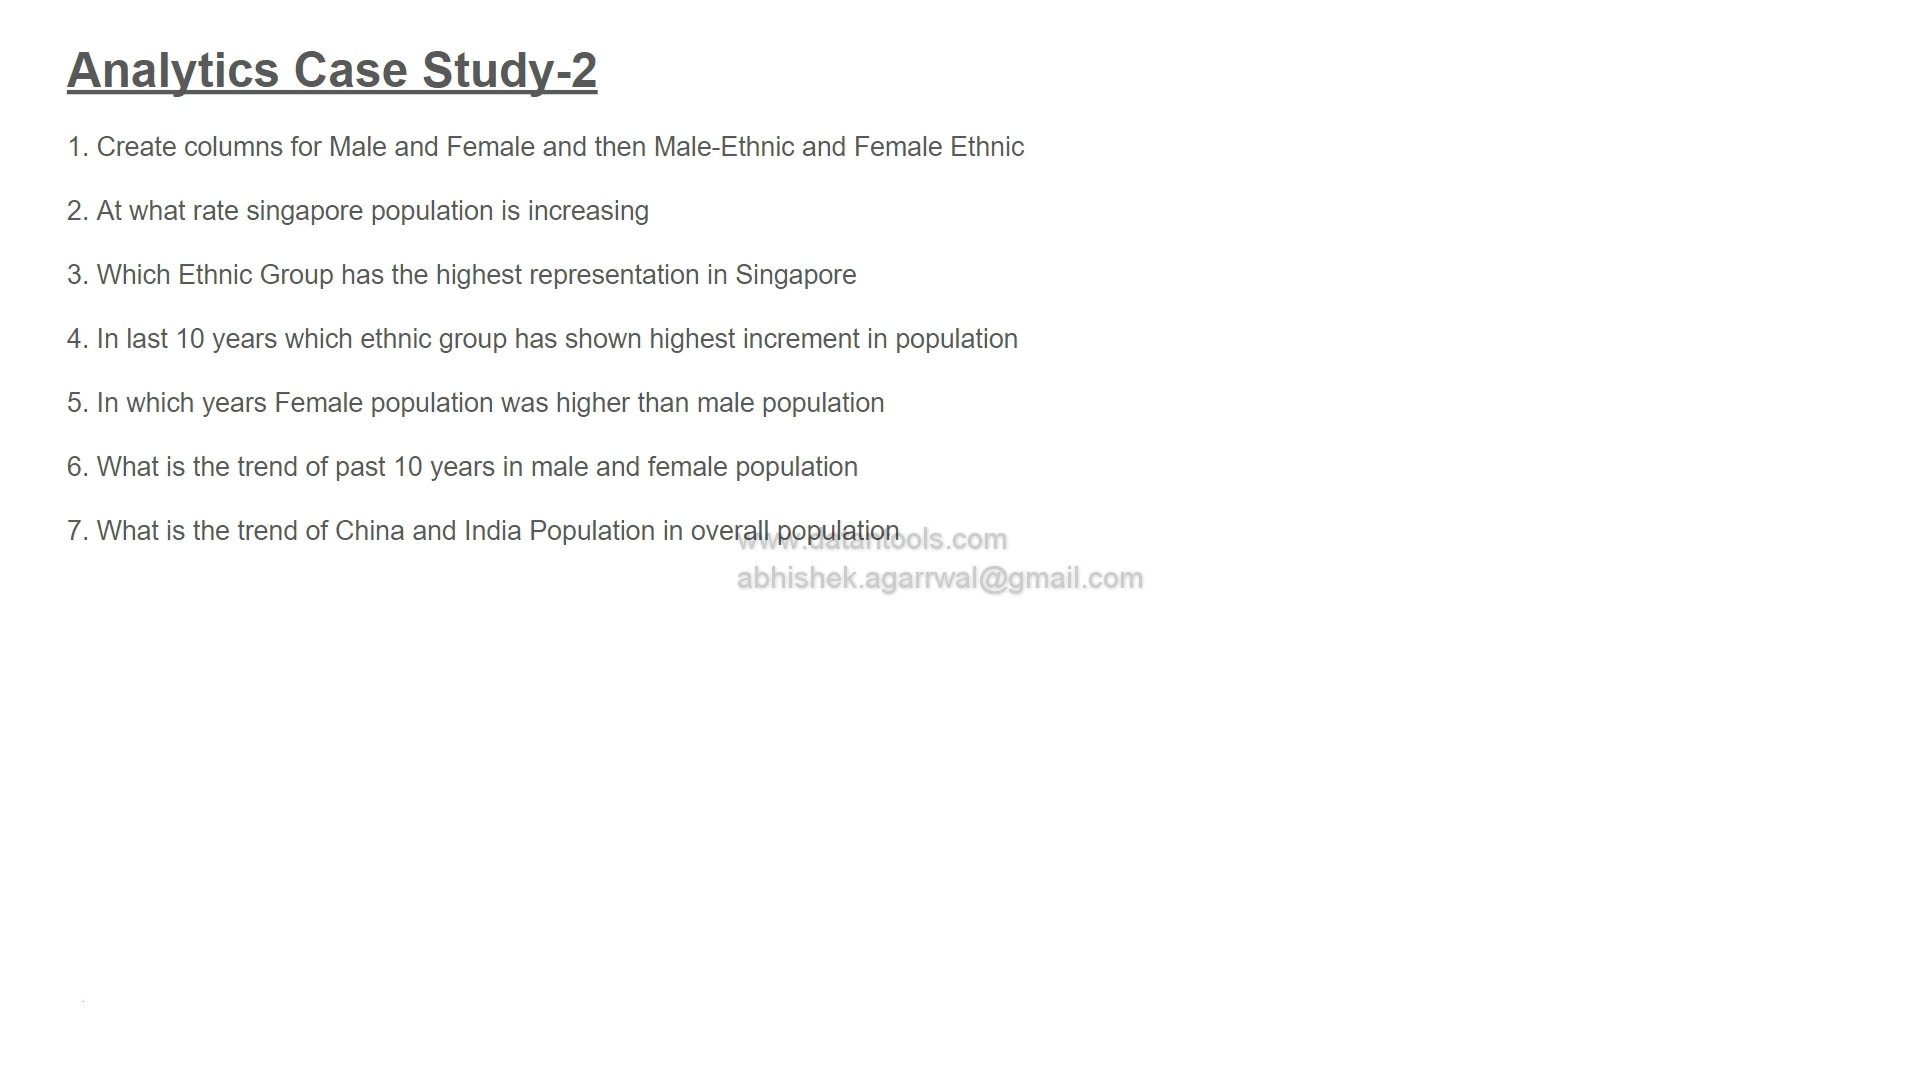 Analytics Case Study-2
1. Create columns for Male and Female and then Male-Ethnic and Female Ethnic
2. At what rate singapore population is increasing
3. Which Ethnic Group has the highest representation in Singapore
4. In last 10 years which ethnic group has shown highest increment in population
5. In which years Female population was higher than male population
6. What is the trend of past 10 years in male and female population
7. What is the trend of China and India Population in overall population
www.datantools.com
abhishek.agarrwal@gmail.com